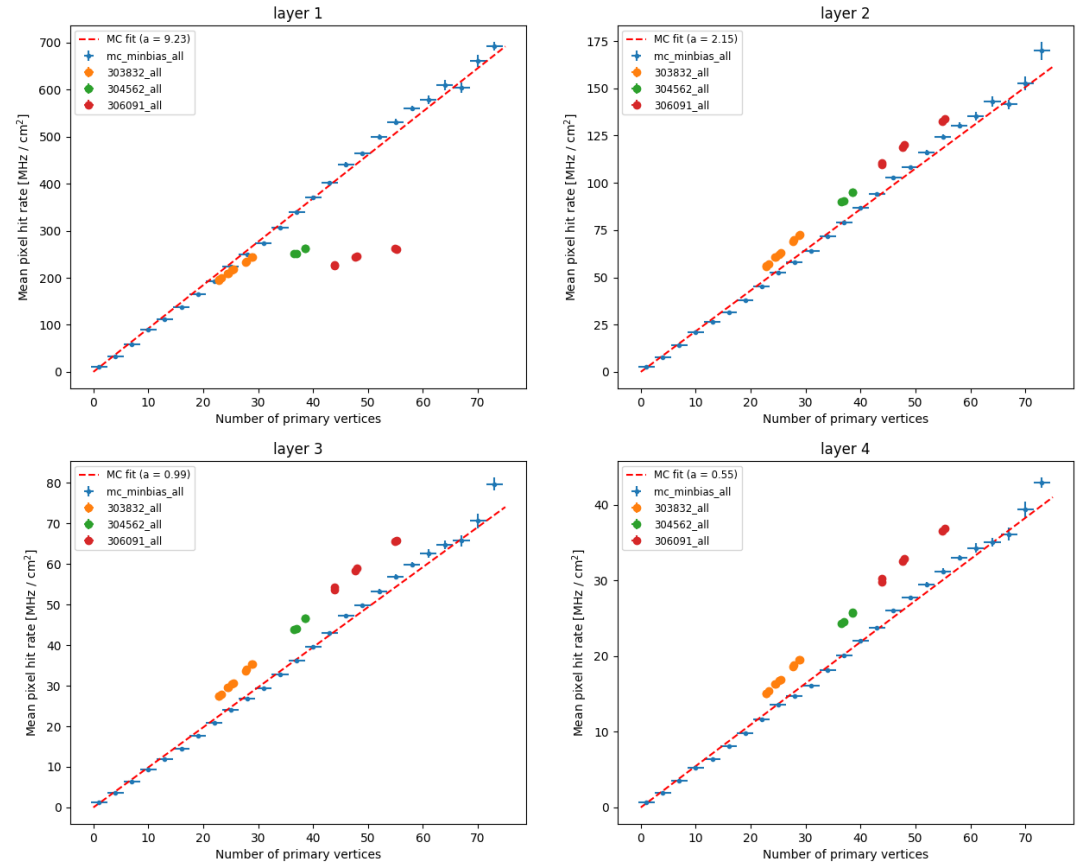 layer 1
MC fit (a = 9.23)
mc_minbias_all
303832_all
304562_all
306091_all
Mean pixel hit rate [MHz / cm²]
700
600
500
400
300
200
100
0
0 10 20 30 40 50 60 70
Number of primary vertices
layer 2
MC fit (a = 2.15)
mc_minbias_all
303832_all
304562_all
306091_all
Mean pixel hit rate [MHz / cm²]
175
150
125
100
75
50
25
0
0 10 20 30 40 50 60 70
Number of primary vertices
layer 3
MC fit (a = 0.99)
mc_minbias_all
303832_all
304562_all
306091_all
Mean pixel hit rate [MHz / cm²]
80
70
60
50
40
30
20
10
0
0 10 20 30 40 50 60 70
Number of primary vertices
layer 4
MC fit (a = 0.55)
mc_minbias_all
303832_all
304562_all
306091_all
Mean pixel hit rate [MHz / cm²]
40
30
20
10
0
0 10 20 30 40 50 60 70
Number of primary vertices